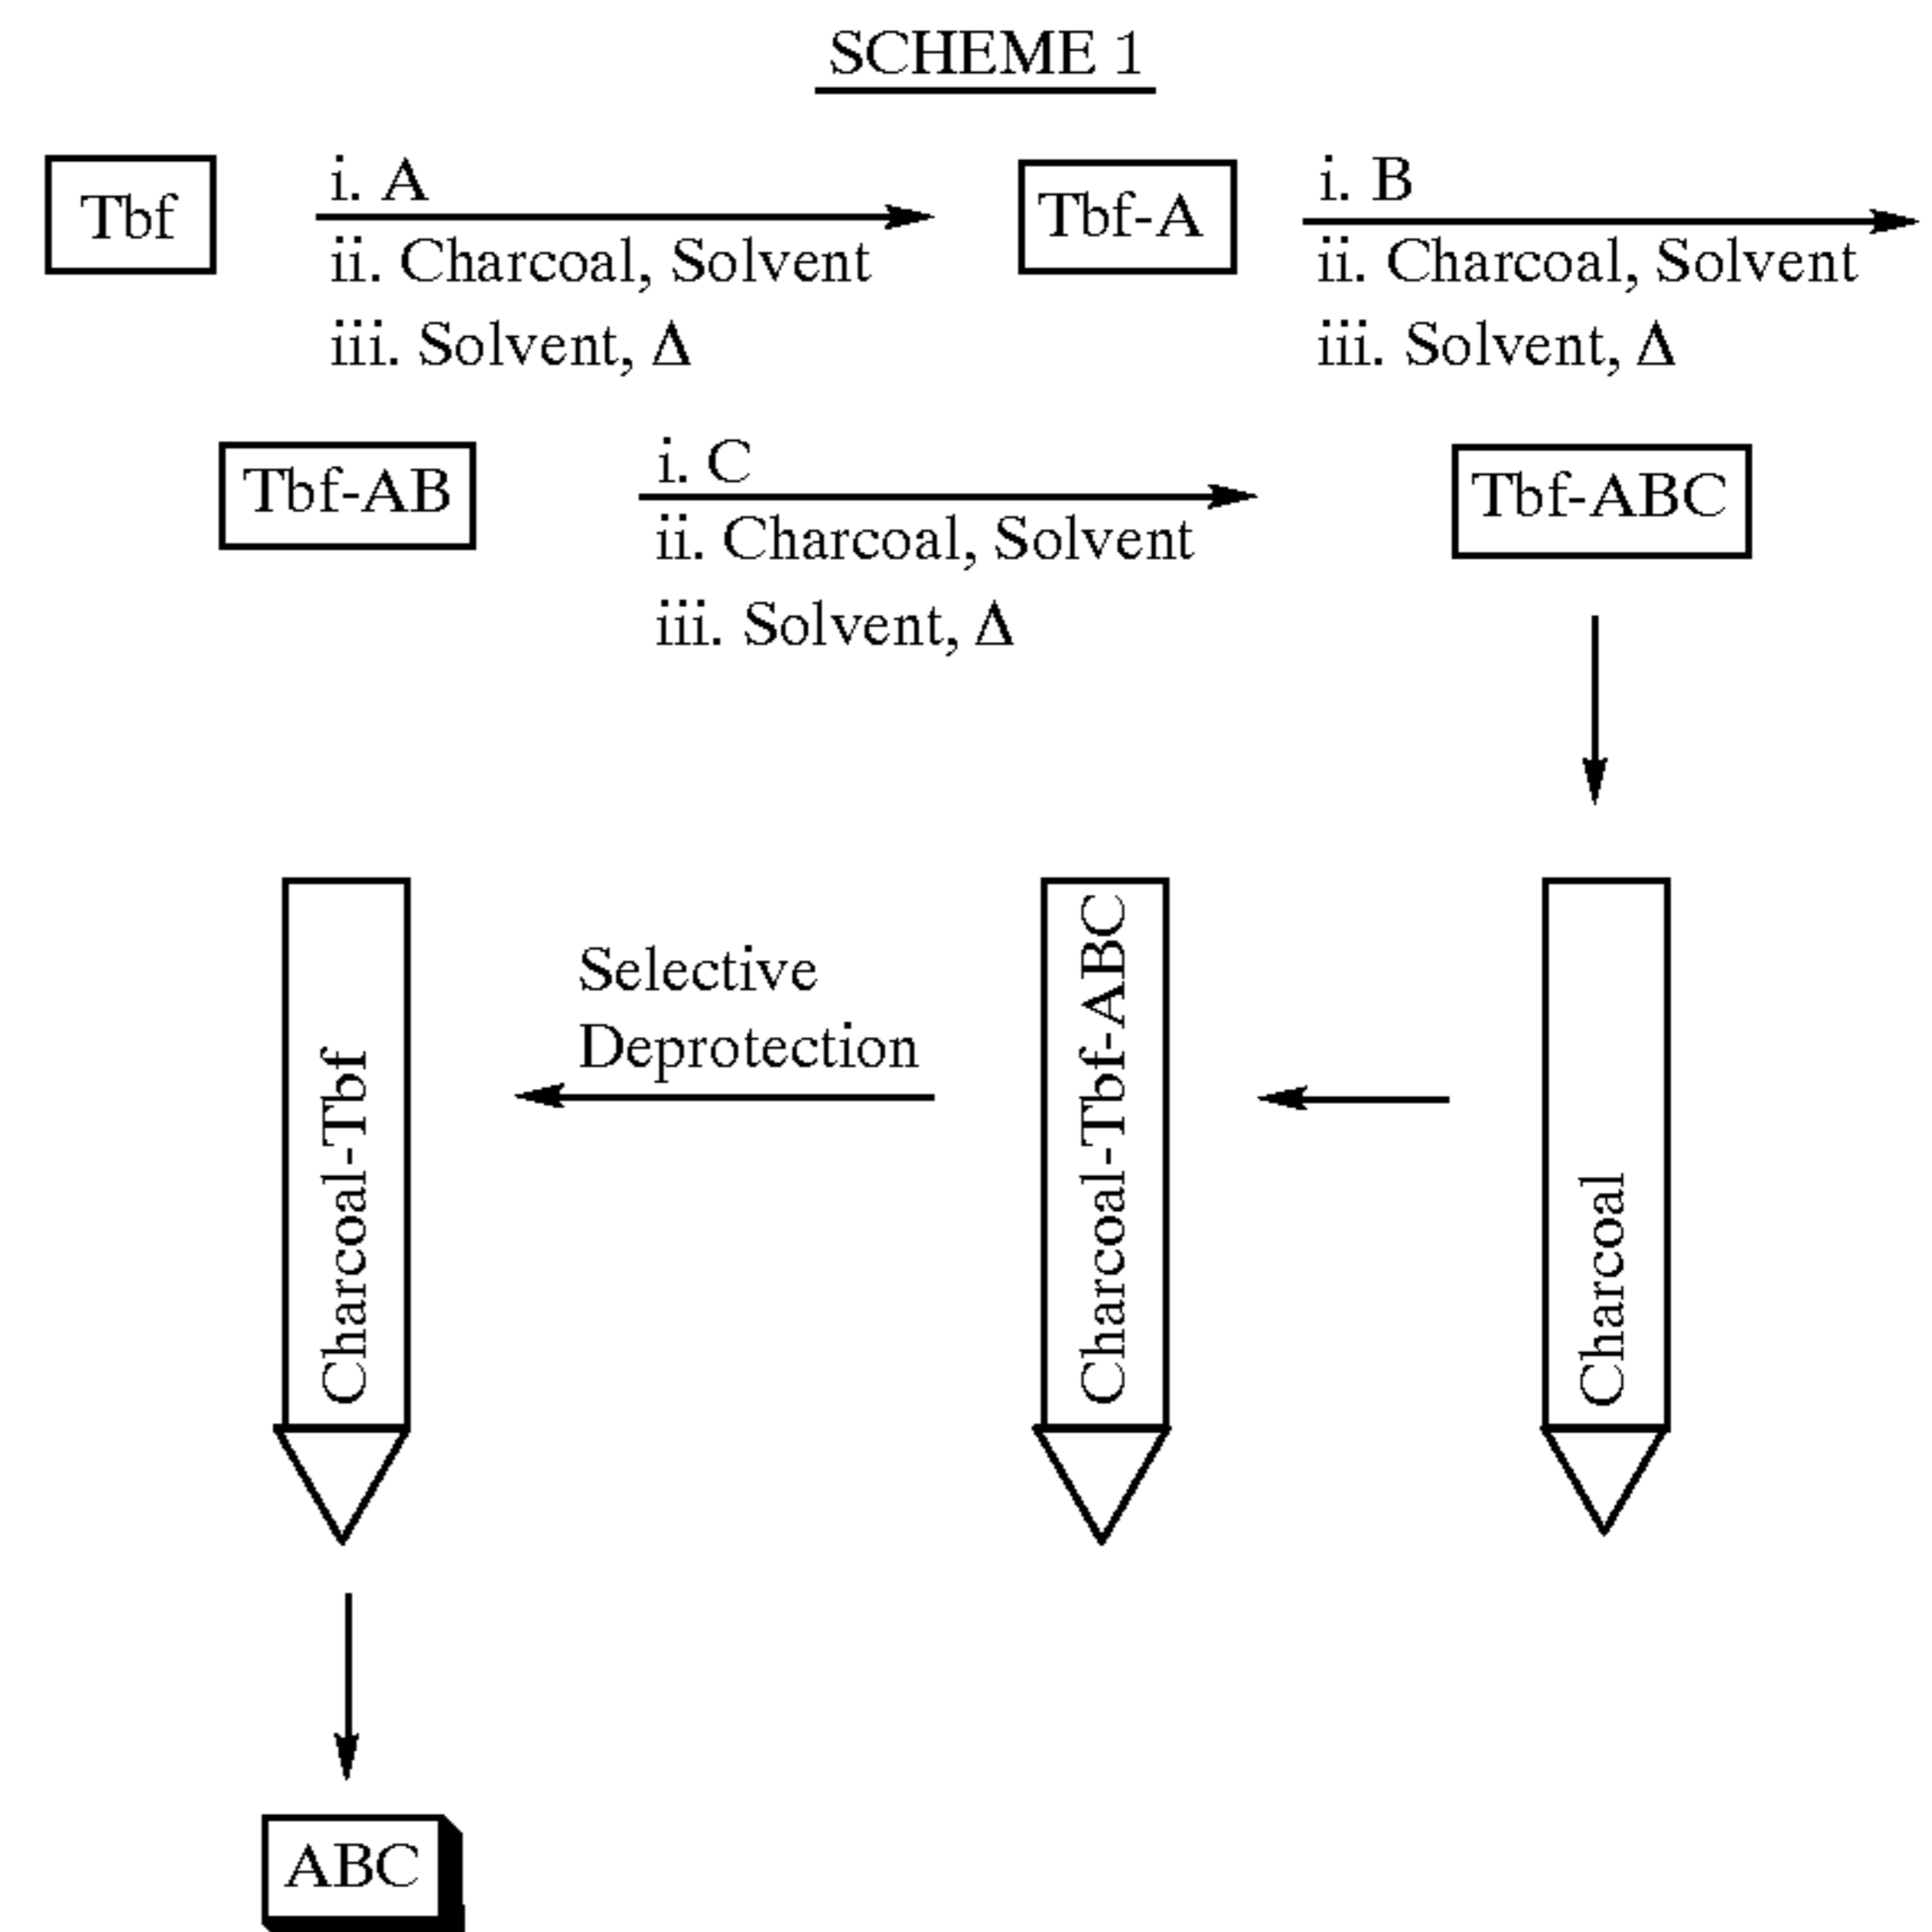 SCHEME 1
Tbf
i. A
ii. Charcoal, Solvent
iii. Solvent, Δ
Tbf-A
i. B
ii. Charcoal, Solvent
iii. Solvent, Δ
Tbf-AB
i. C
ii. Charcoal, Solvent
iii. Solvent, Δ
Tbf-ABC
Charcoal
Charcoal-Tbf-ABC
Selective
Deprotection
Charcoal-Tbf
ABC